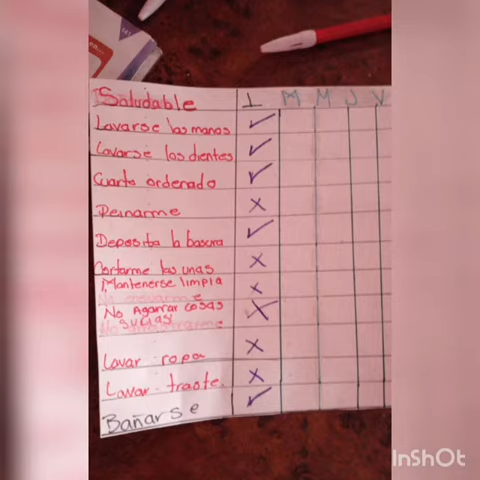 Saludable L M M J V
Lavarse las manos ✓
Lavarse los dientes ✓
Cuarto ordenado ✓
Peinarme X
Deposita la basura ✓
Cortarme las unas X
Mantenerse limpia X
No Agarrar cosas X
sucias
Lavar ropa X
Lavar traste. X
Bañarse ✓
InShOt